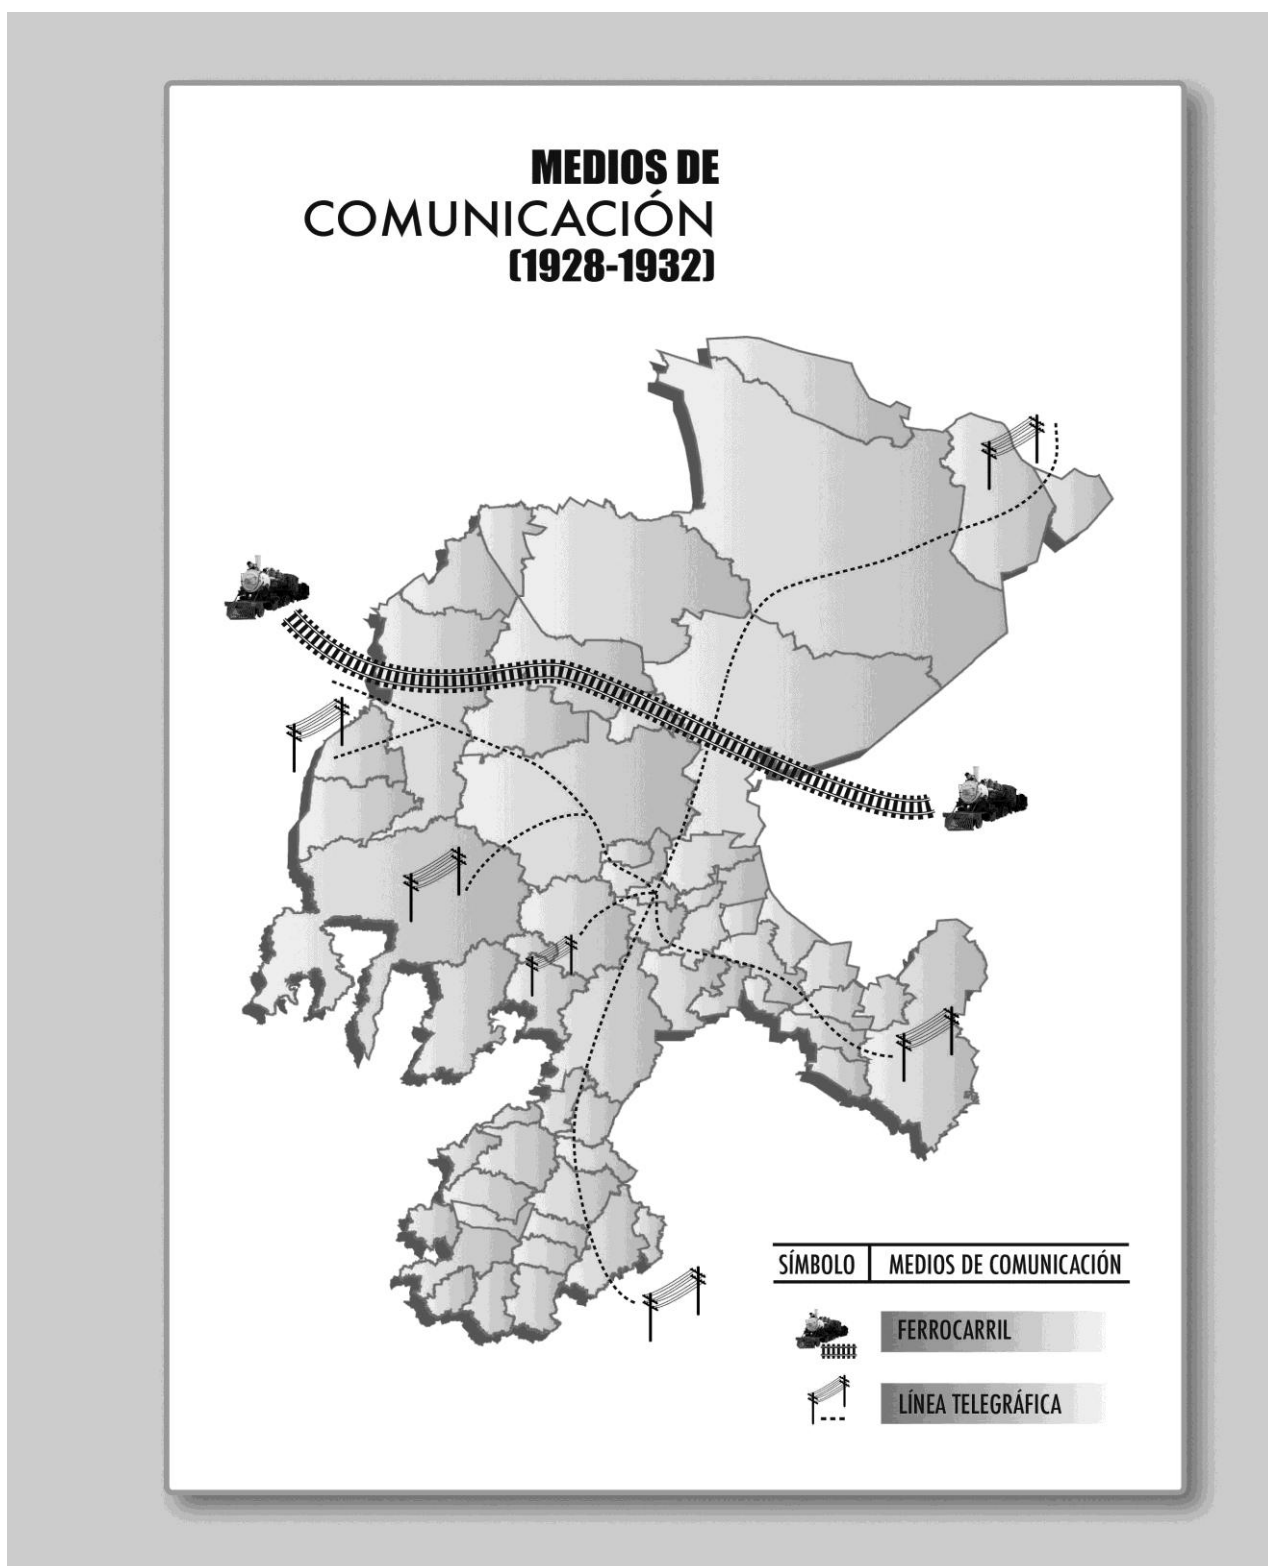 MEDIOS DE
COMUNICACIÓN
(1928-1932)
SÍMBOLO MEDIOS DE COMUNICACIÓN
FERROCARRIL
LÍNEA TELEGRÁFICA